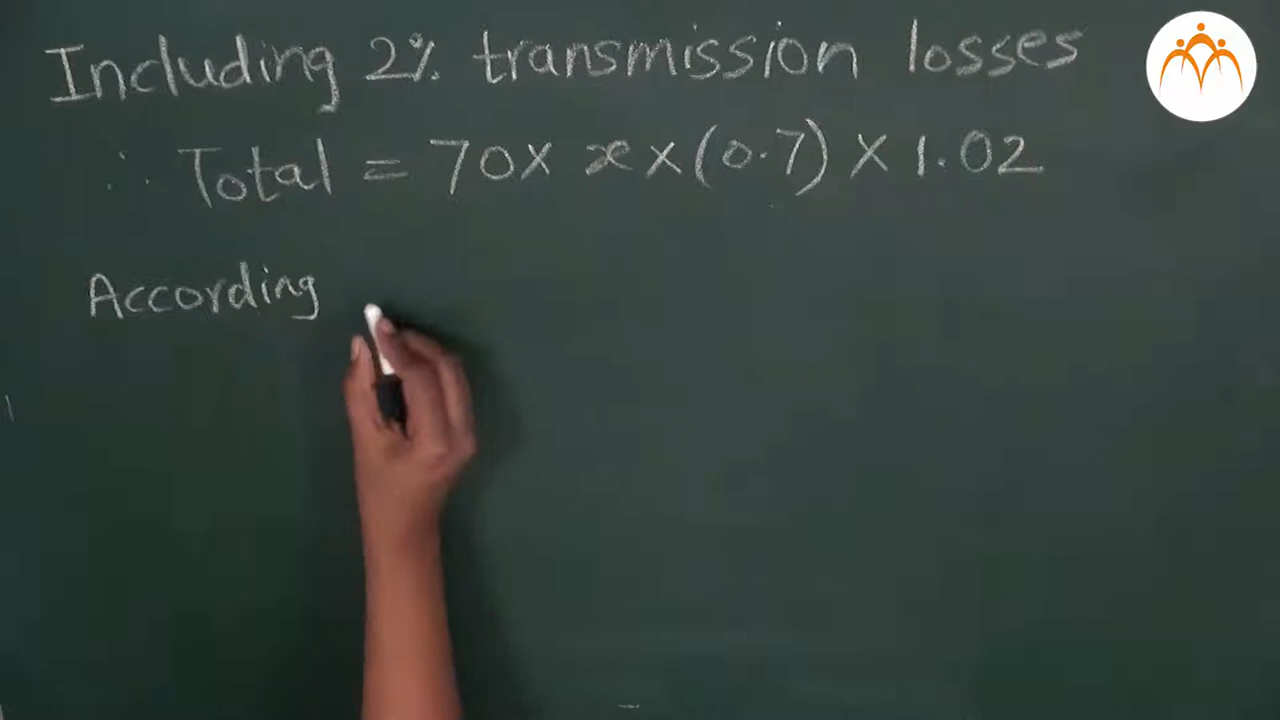 Including 2% transmission losses
∴ Total = 70 × x × (0.7) × 1.02
According